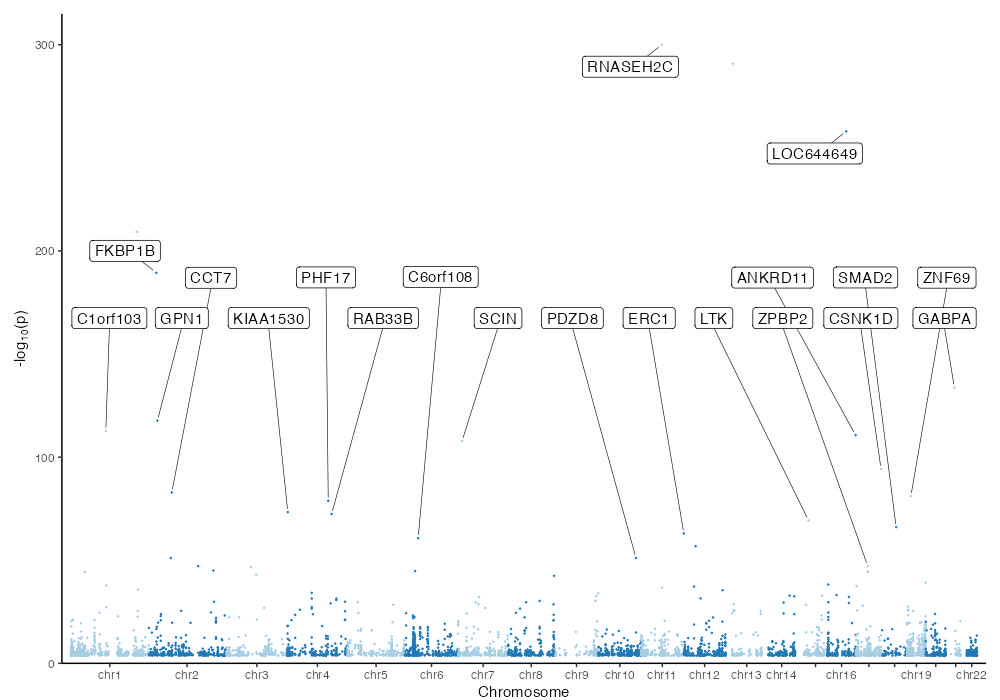 300
RNASEH2C
LOC644649
200
FKBP1B
CCT7
PHF17
C6orf108
ANKRD11
SMAD2
ZNF69
C1orf103
GPN1
KIAA1530
RAB33B
SCIN
PDZD8
ERC1
LTK
ZPBP2
CSNK1D
GABPA
-log10(p)
100
0
chr1 chr2 chr3 chr4 chr5 chr6 chr7 chr8 chr9 chr10 chr11 chr12 chr13 chr14 chr16 chr19 chr22
Chromosome